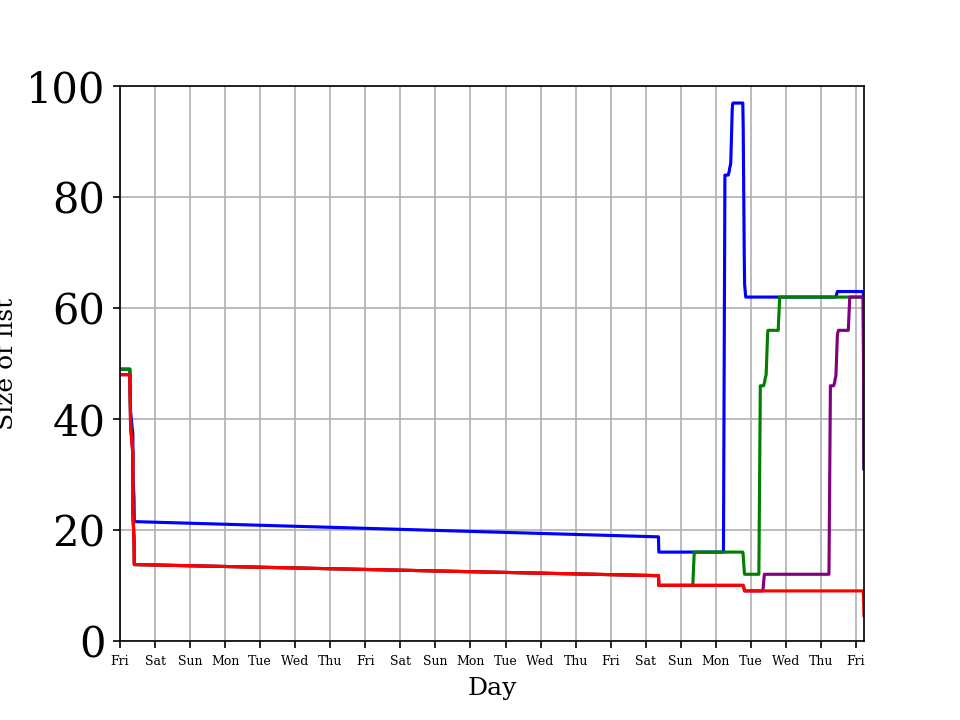 100
80
60
40
20
0
Size of list
Fri Sat Sun Mon Tue Wed Thu Fri Sat Sun Mon Tue Wed Thu Fri Sat Sun Mon Tue Wed Thu Fri
Day